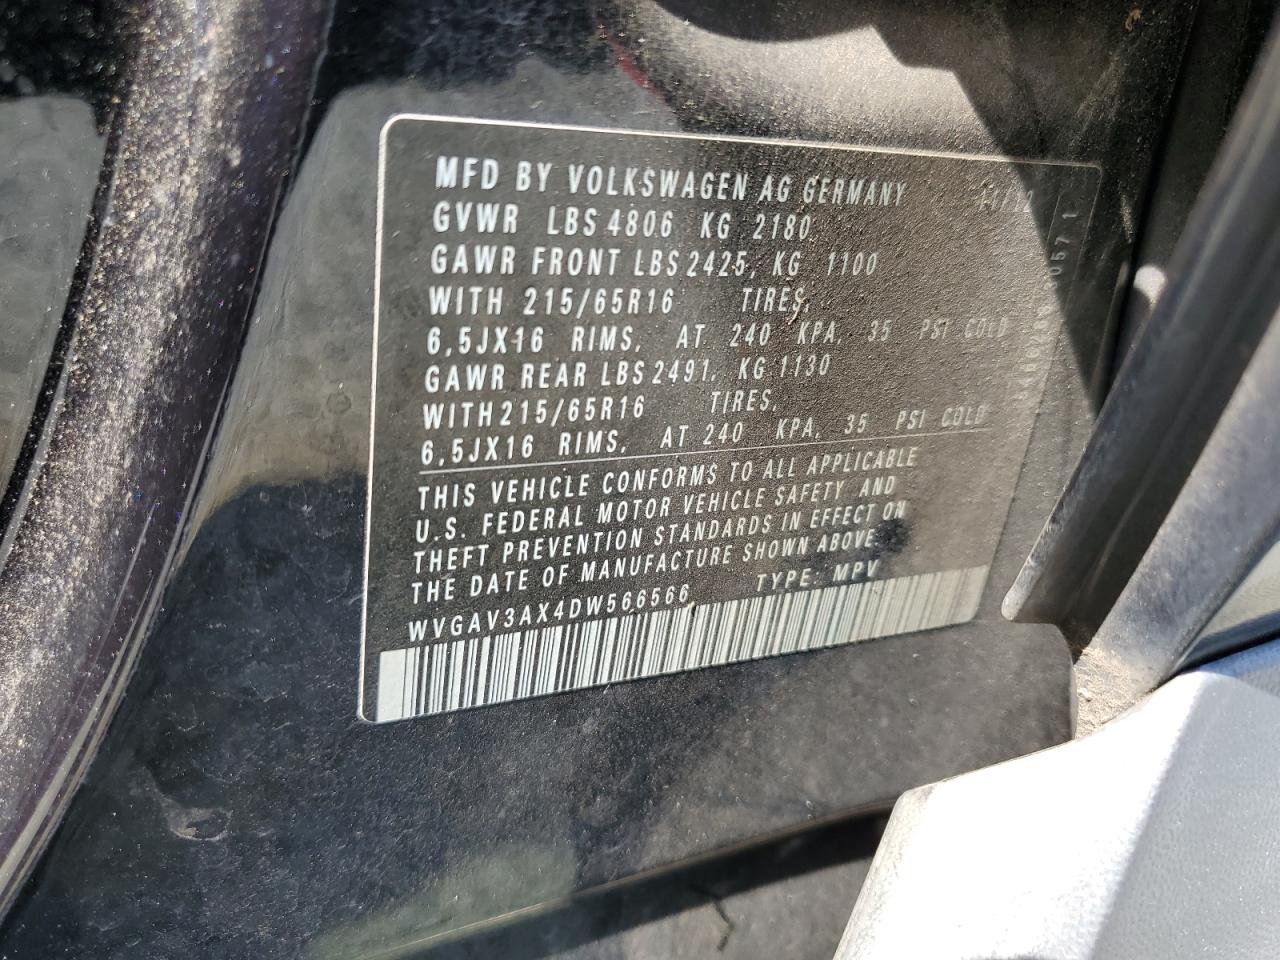 MFD BY VOLKSWAGEN AG GERMANY
GVWR LBS 4806 KG 2180
GAWR FRONT LBS 2425, KG 1100
WITH 215/65R16 TIRES,
6,5JX16 RIMS, AT 240 KPA, 35 PSI COLD
GAWR REAR LBS 2491, KG 1130
WITH 215/65R16 TIRES,
6,5JX16 RIMS, AT 240 KPA, 35 PSI COLD
THIS VEHICLE CONFORMS TO ALL APPLICABLE
U.S. FEDERAL MOTOR VEHICLE SAFETY AND
THEFT PREVENTION STANDARDS IN EFFECT ON
THE DATE OF MANUFACTURE SHOWN ABOVE
WVGAV3AX4DW566566 TYPE: MPV